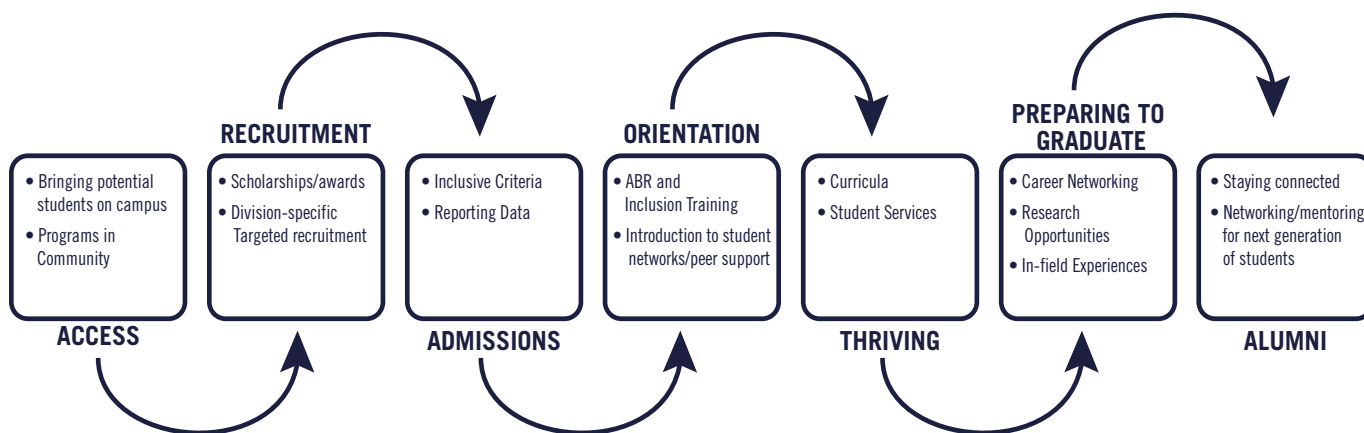 RECRUITMENT
ORIENTATION
PREPARING TO
GRADUATE
• Bringing potential
students on campus
• Programs in
Community
ACCESS
• Scholarships/awards
• Division-specific
Targeted recruitment
• Inclusive Criteria
• Reporting Data
ADMISSIONS
• ABR and
Inclusion Training
• Introduction to student
networks/peer support
• Curricula
• Student Services
THRIVING
• Career Networking
• Research
Opportunities
• In-field Experiences
• Staying connected
• Networking/mentoring
for next generation
of students
ALUMNI